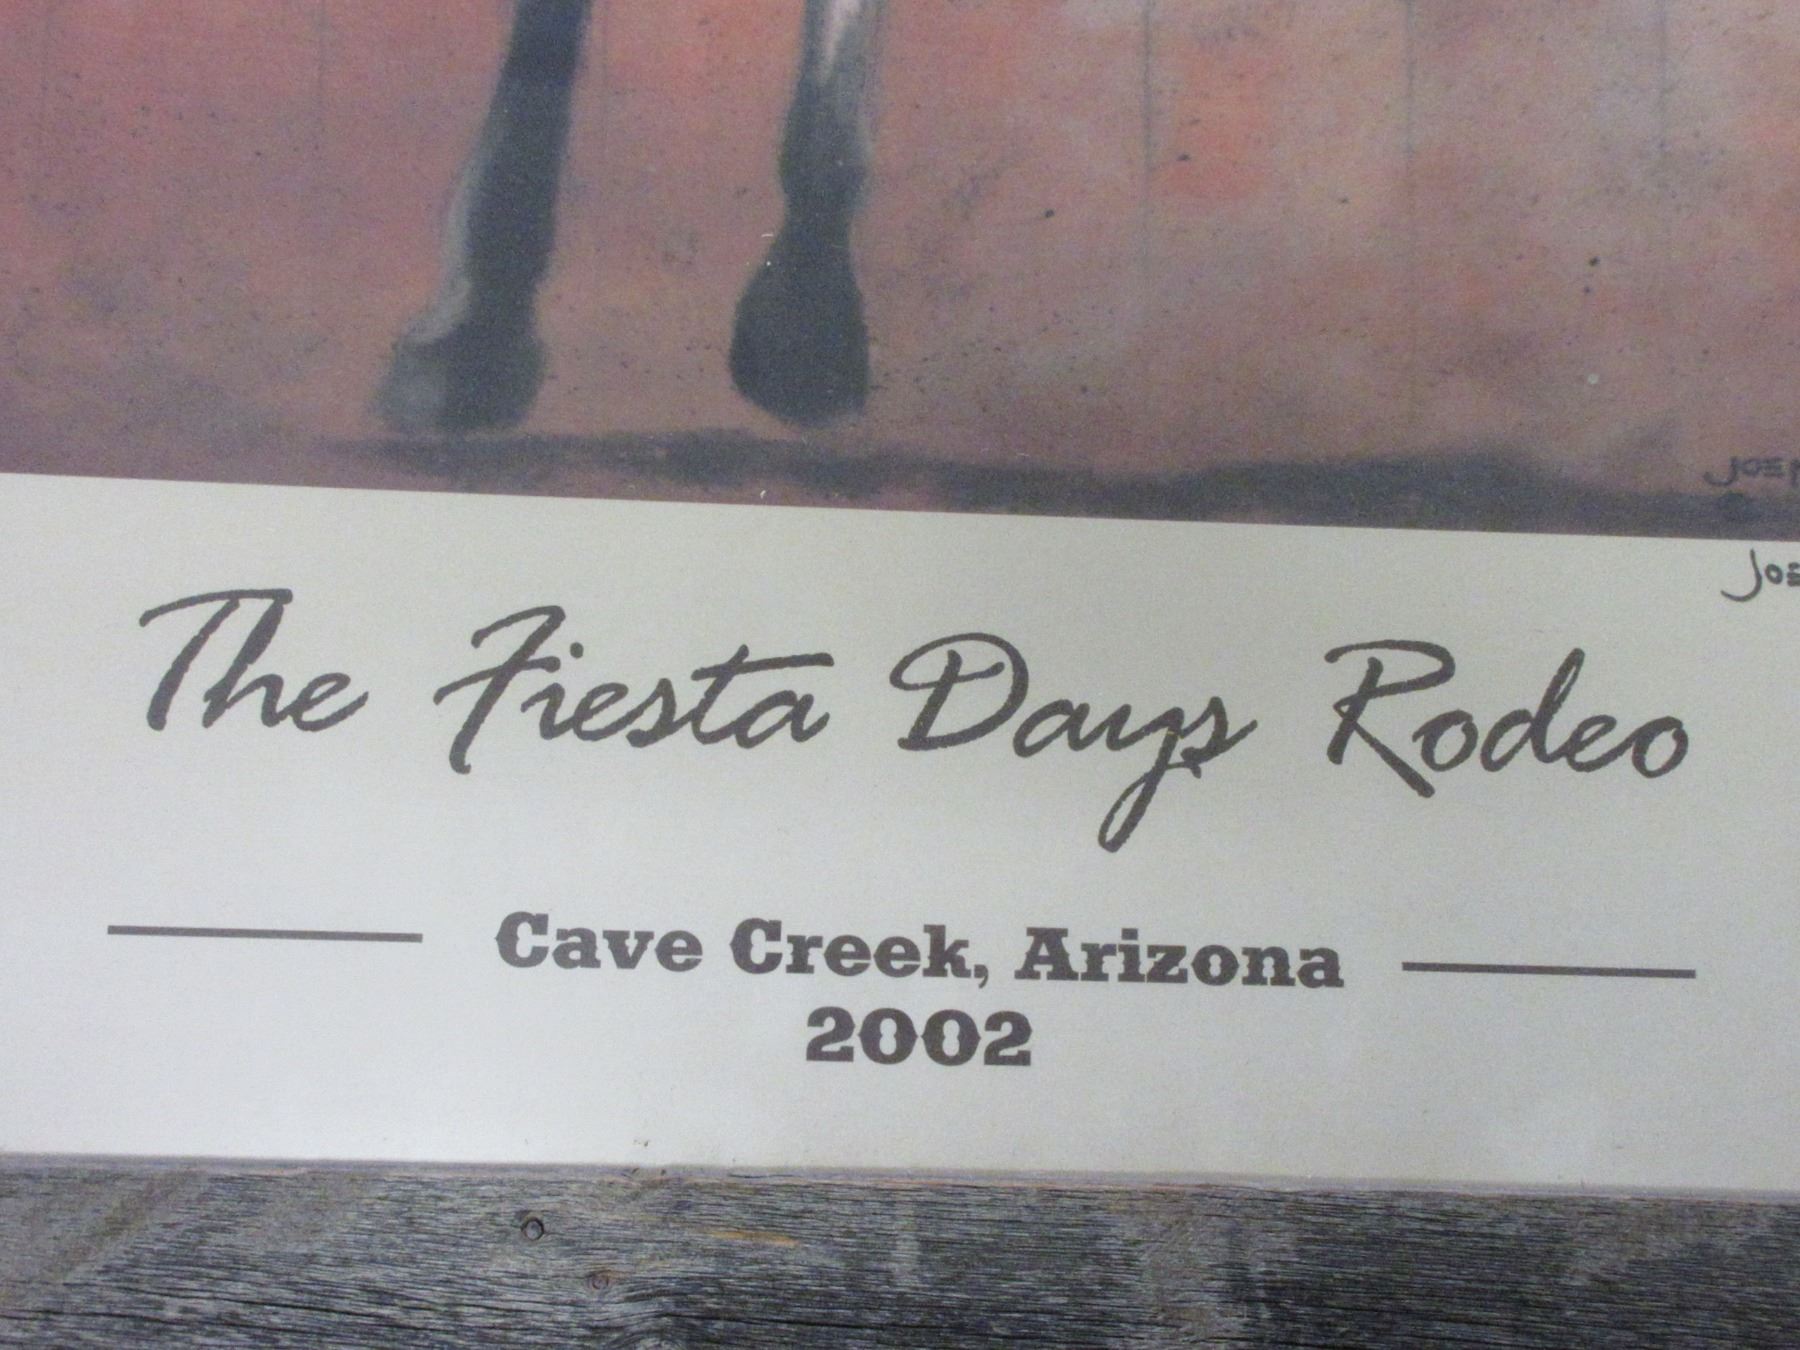 The Fiesta Days Rodeo
Cave Creek, Arizona
2002